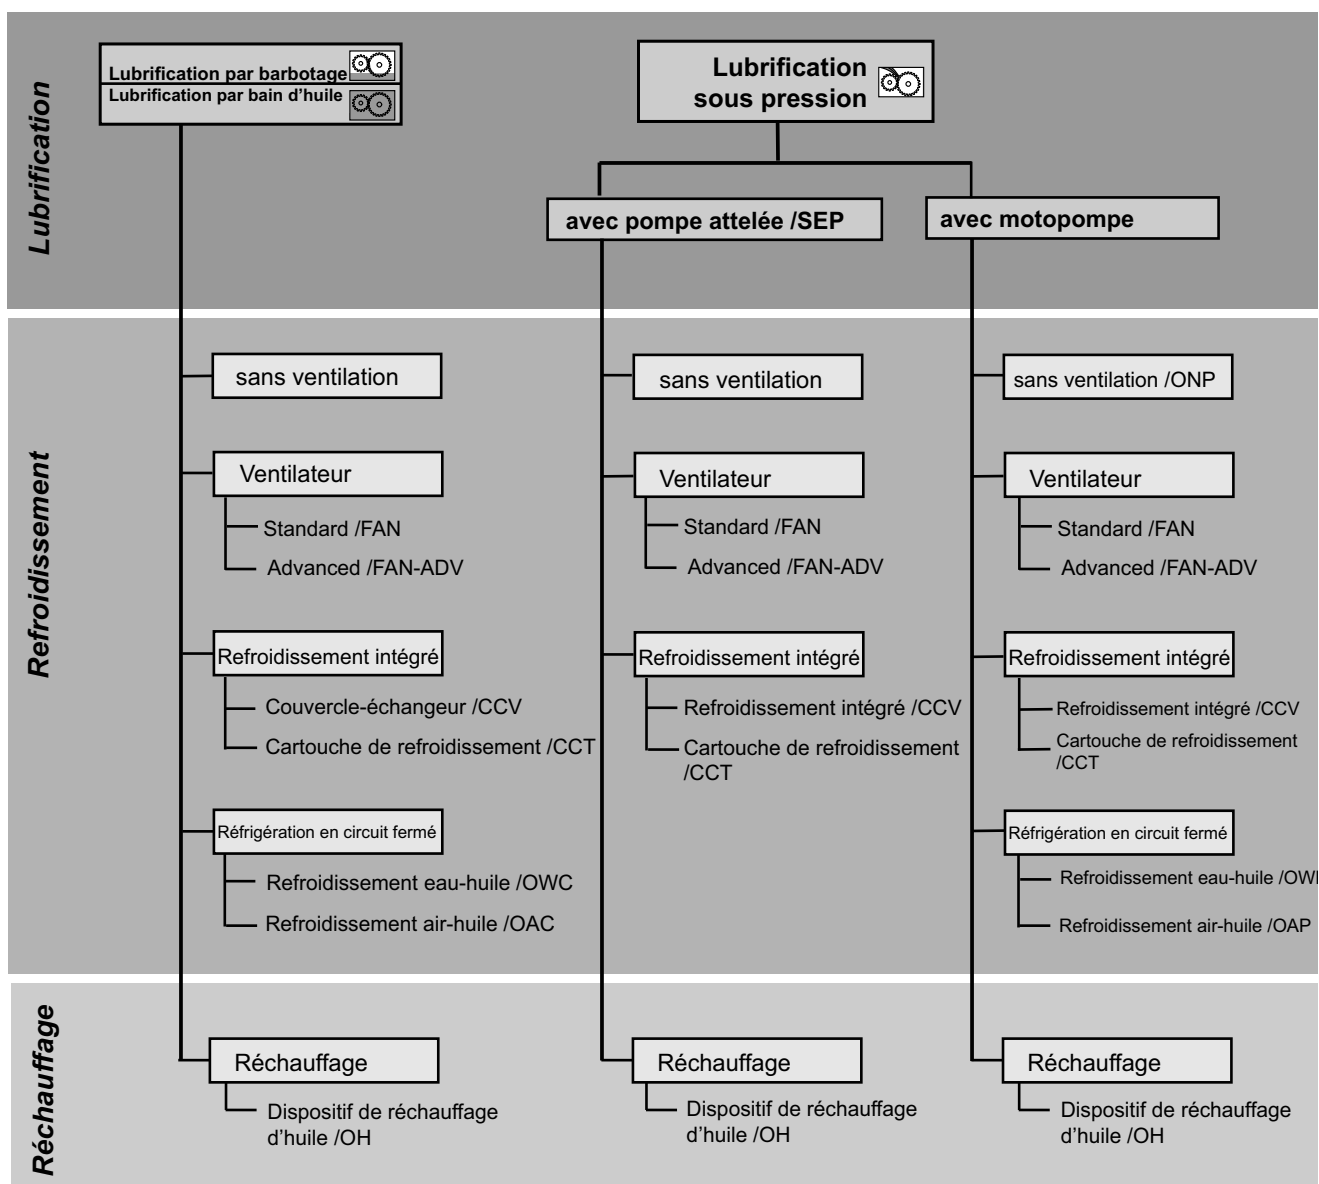 Lubrification
Lubrification par barbotage
Lubrification par bain d'huile
Lubrification
sous pression
avec pompe attelée /SEP
avec motopompe
Refroidissement
sans ventilation
Ventilateur
Standard /FAN
Advanced /FAN-ADV
Refroidissement intégré
Couvercle-échangeur /CCV
Cartouche de refroidissement /CCT
Réfrigération en circuit fermé
Refroidissement eau-huile /OWC
Refroidissement air-huile /OAC
sans ventilation
Ventilateur
Standard /FAN
Advanced /FAN-ADV
Refroidissement intégré
Refroidissement intégré /CCV
Cartouche de refroidissement
/CCT
sans ventilation /ONP
Ventilateur
Standard /FAN
Advanced /FAN-ADV
Refroidissement intégré
Refroidissement intégré /CCV
Cartouche de refroidissement
/CCT
Réfrigération en circuit fermé
Refroidissement eau-huile
Refroidissement air-huile /OAP
Réchauffage
Réchauffage
Dispositif de réchauffage
d'huile /OH
Réchauffage
Dispositif de réchauffage
d'huile /OH
Réchauffage
Dispositif de réchauffage
d'huile /OH